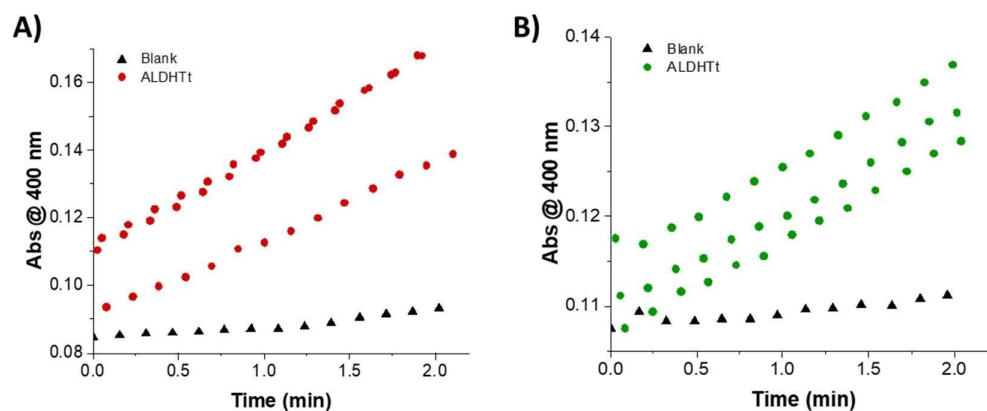 A)
Abs @ 400 nm
0.16
0.14
0.12
0.10
0.08
Blank
ALDHTt
0.0 0.5 1.0 1.5 2.0
Time (min)
B)
Abs @ 400 nm
0.14
0.13
0.12
0.11
Blank
ALDHTt
0.0 0.5 1.0 1.5 2.0
Time (min)